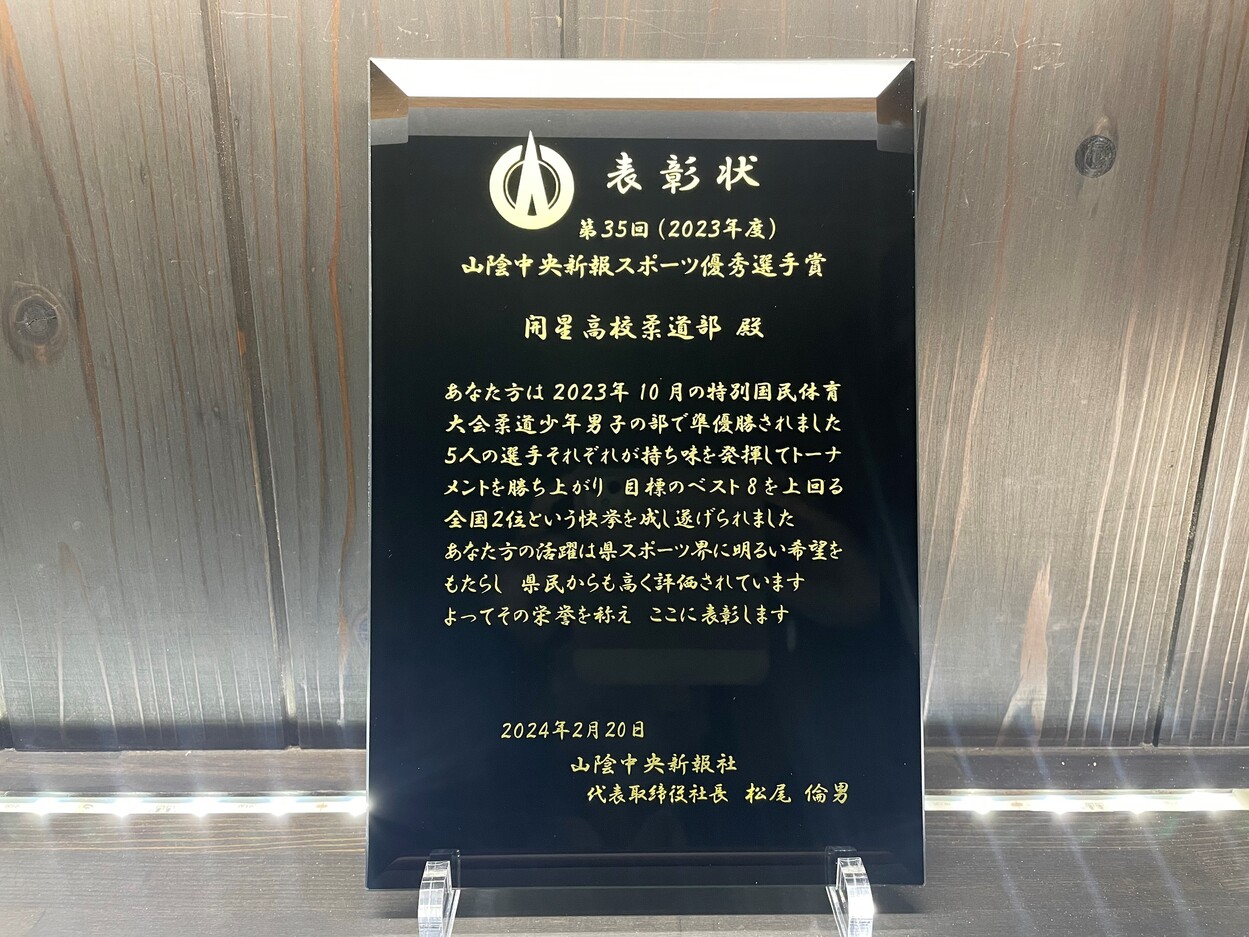 表彰状
第35回(2023年度)
山陰中央新報スポーツ優秀選手賞
開星高校柔道部 殿
あなた方は 2023年 10 月の特別国民体育
大会柔道少年男子の部で準優勝されました
5人の選手それぞれが持ち味を発揮してトーナ
メントを勝ち上がり 目標のベスト8を上回る
全国2位という快挙を成し遂げられました
あなた方の活躍は県スポーツ界に明るい希望を
もたらし 県民からも高く評価されています
よってその栄誉を称え ここに表彰します
2024年2月20日
山陰中央新報社
代表取締役社長 松尾 倫男